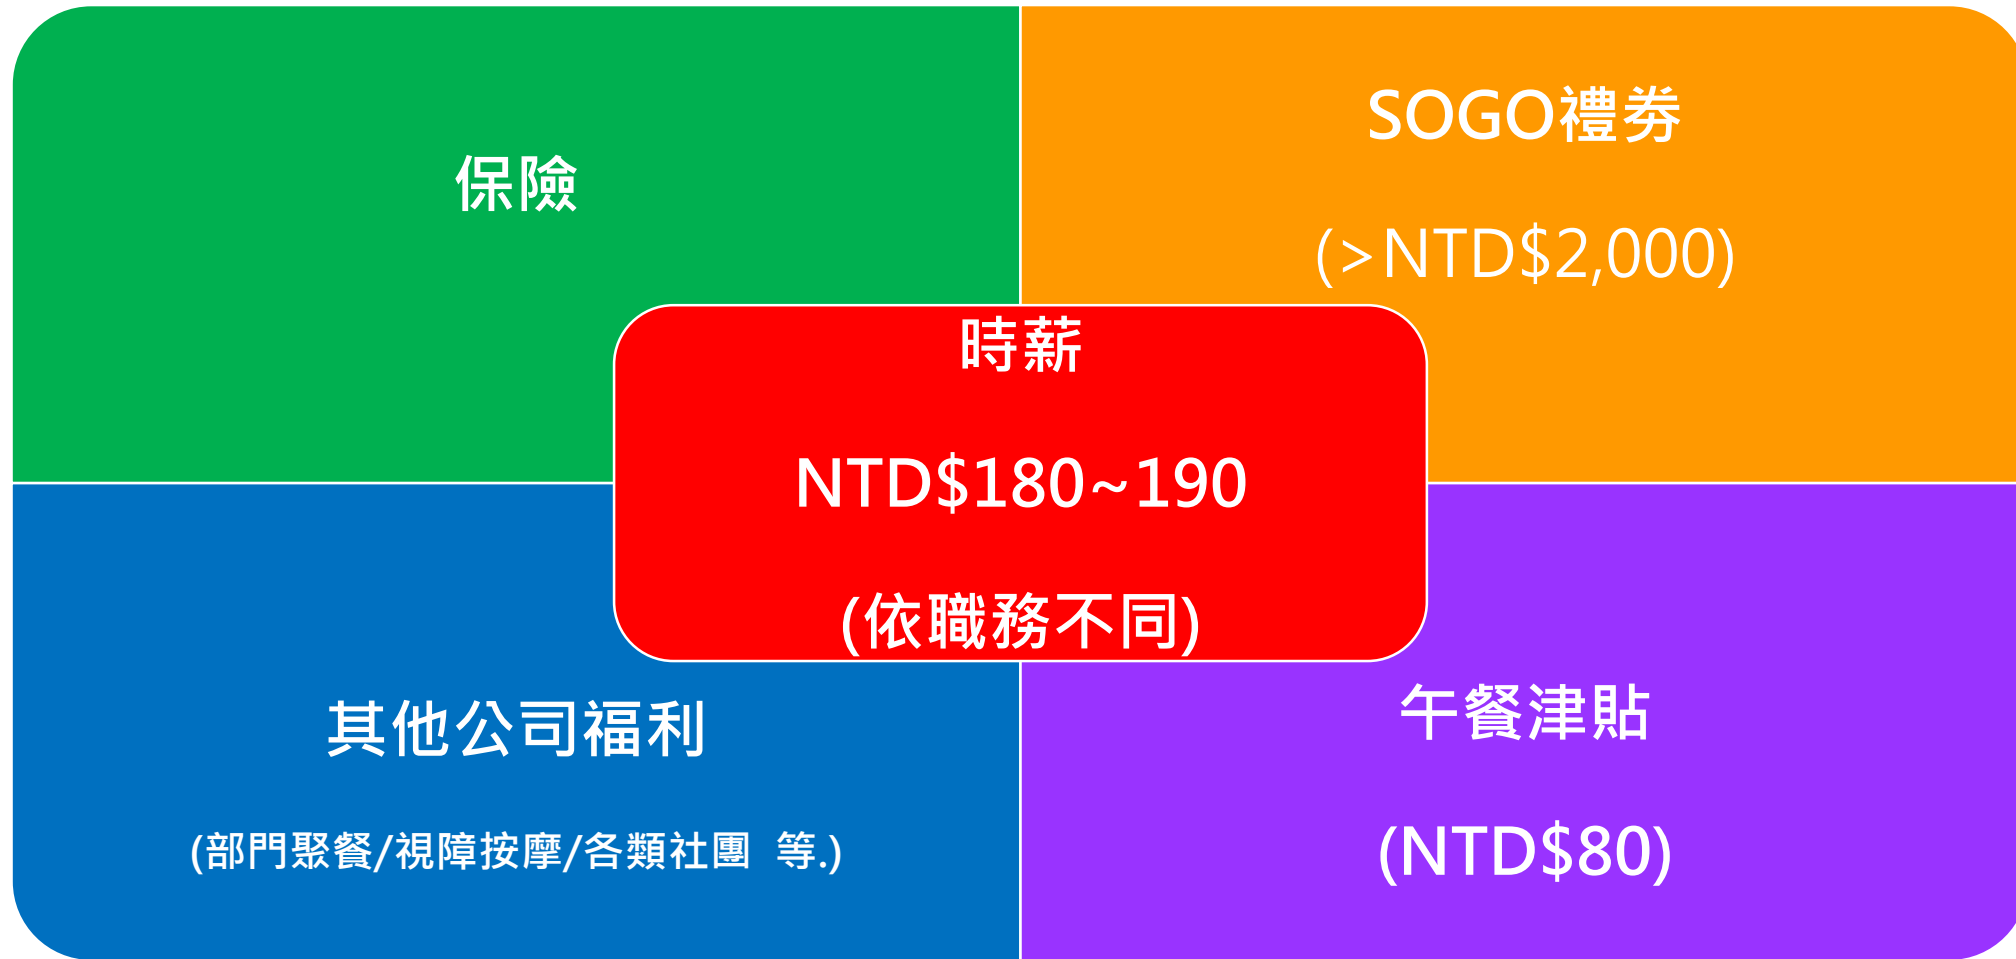 保險
SOGO禮券
(>NTD$2,000)
時薪
NTD$180~190
(依職務不同)
其他公司福利
(部門聚餐/視障按摩/各類社團 等.)
午餐津貼
(NTD$80)